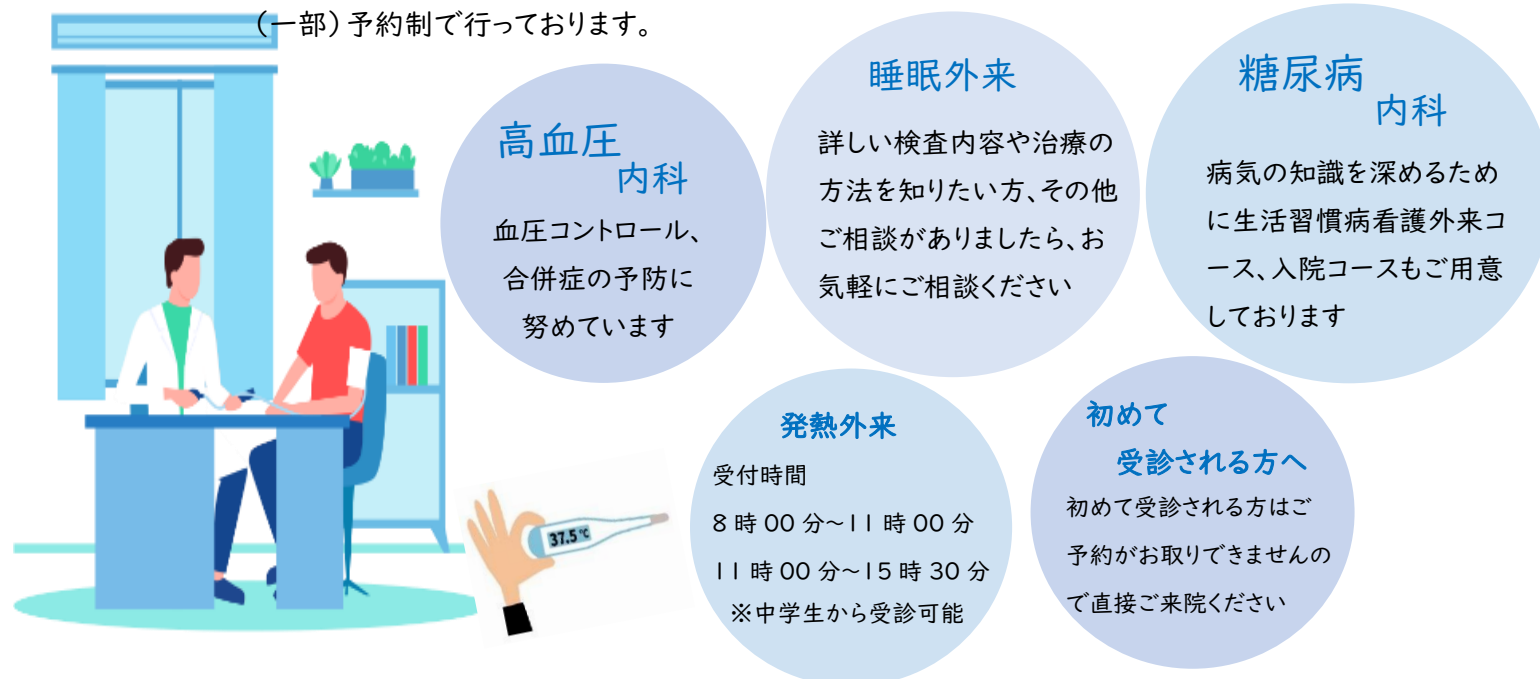 (一部)予約制で行っております。
高血圧
内科
血圧コントロール、
合併症の予防に
努めています
睡眠外来
詳しい検査内容や治療の
方法を知りたい方、その他
ご相談がありましたら、お
気軽にご相談ください
糖尿病
内科
病気の知識を深めるため
に生活習慣病看護外来コ
ース、入院コースもご用意
しております
37.5℃
発熱外来
受付時間
8時00分~11時00分
11時00分~15時30分
※中学生から受診可能
初めて
受診される方へ
初めて受診される方はご
予約がお取りできませんの
で直接ご来院ください